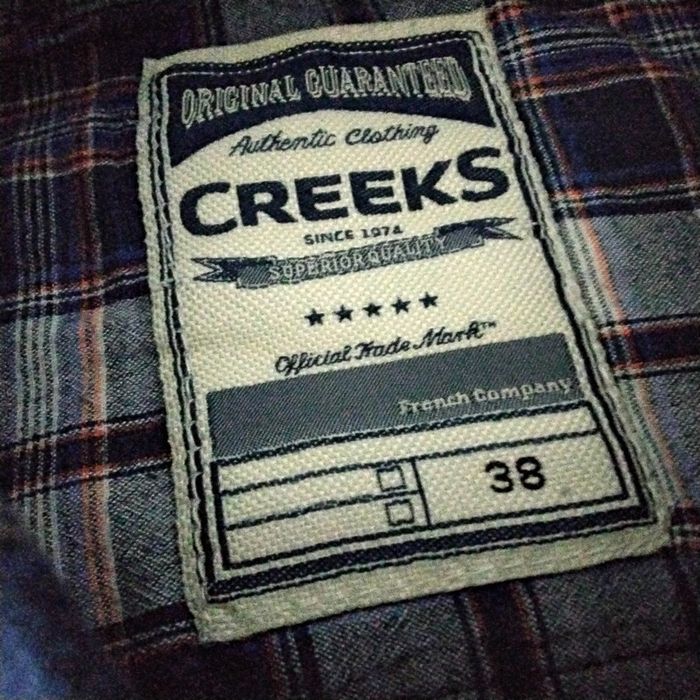 ORIGINAL GUARANTEED
Authentic Clothing
CREEKS
SINCE 1974
SUPERIOR QUALITY
Official Trade Mark™
French Company
38